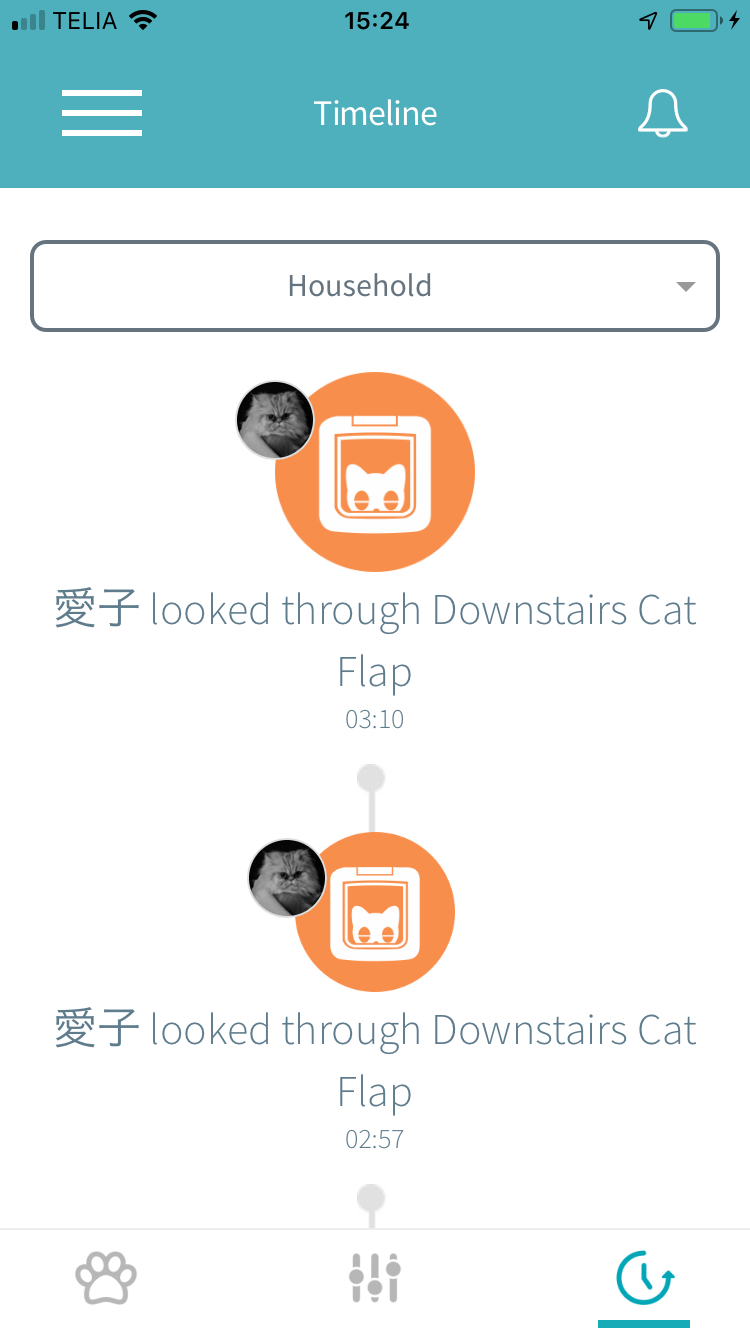 TELIA 15:24
Timeline
Household
愛子 looked through Downstairs Cat
Flap
03:10
愛子 looked through Downstairs Cat
Flap
02:57